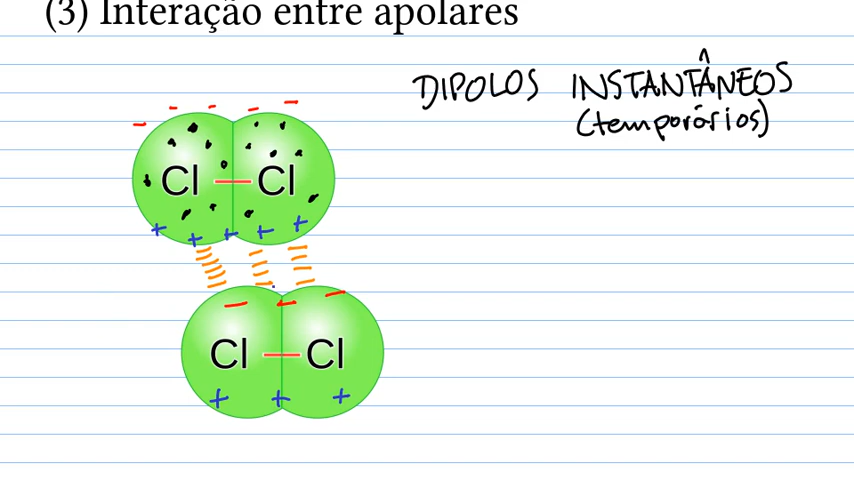 (3) Interação entre apolares
DIPOLOS INSTANTÂNEOS
(temporários)
Cl — Cl
Cl — Cl